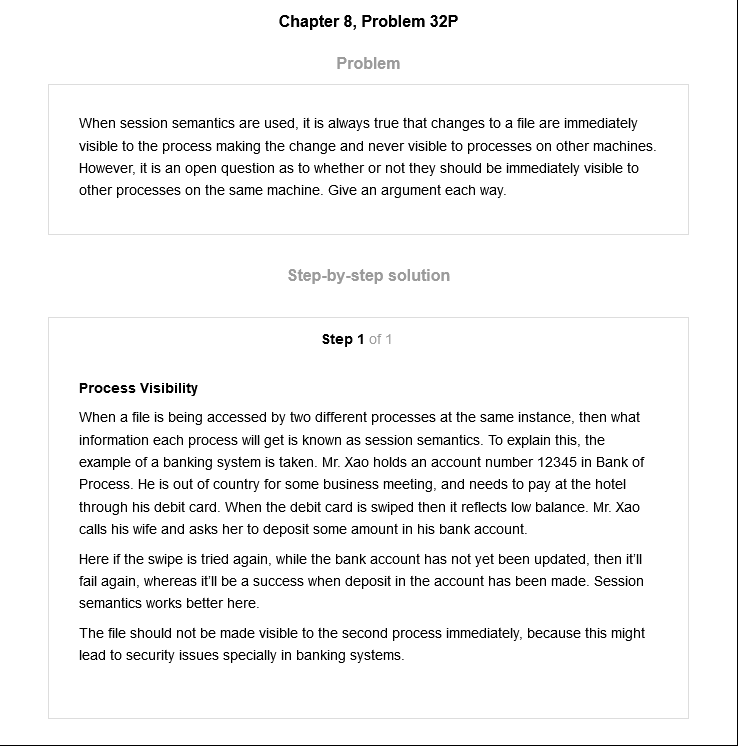 Chapter 8, Problem 32P
Problem
When session semantics are used, it is always true that changes to a file are immediately
visible to the process making the change and never visible to processes on other machines.
However, it is an open question as to whether or not they should be immediately visible to
other processes on the same machine. Give an argument each way.
Step-by-step solution
Step 1 of 1
Process Visibility
When a file is being accessed by two different processes at the same instance, then what
information each process will get is known as session semantics. To explain this, the
example of a banking system is taken. Mr. Xao holds an account number 12345 in Bank of
Process. He is out of country for some business meeting, and needs to pay at the hotel
through his debit card. When the debit card is swiped then it reflects low balance. Mr. Xao
calls his wife and asks her to deposit some amount in his bank account.
Here if the swipe is tried again, while the bank account has not yet been updated, then it'll
fail again, whereas it'll be a success when deposit in the account has been made. Session
semantics works better here.
The file should not be made visible to the second process immediately, because this might
lead to security issues specially in banking systems.